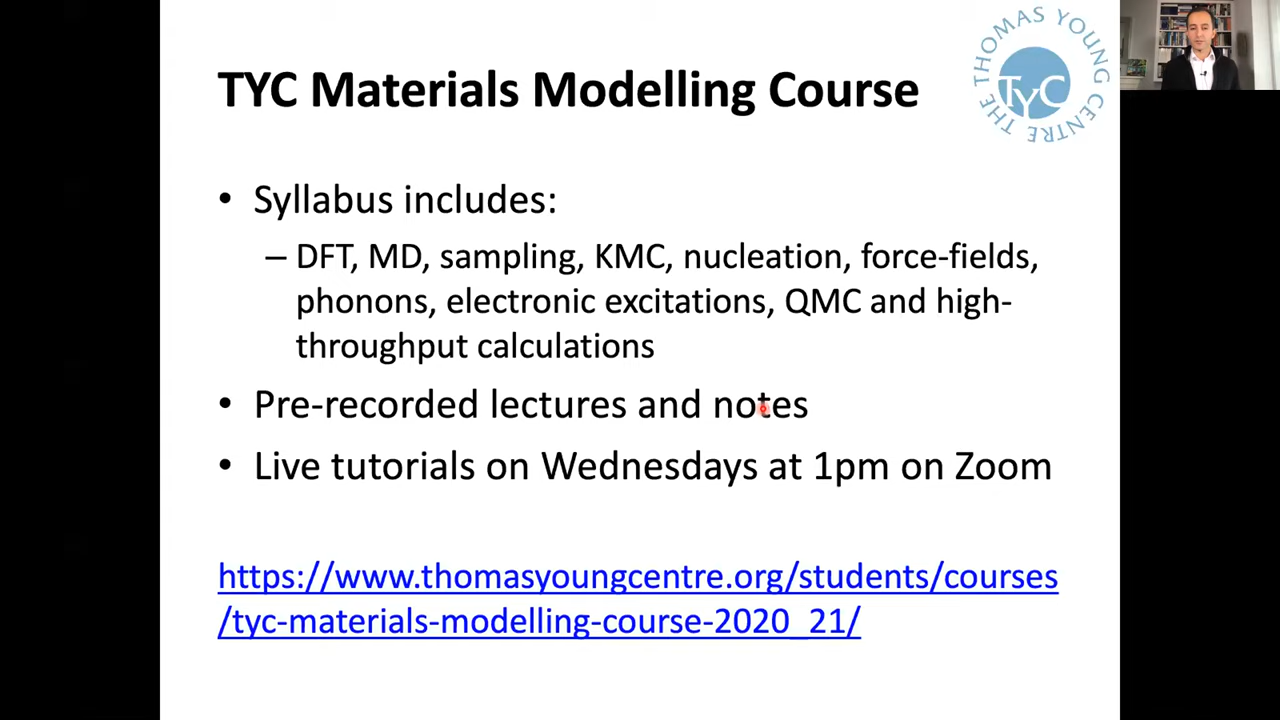 TYC Materials Modelling Course
THE THOMAS YOUNG CENTRE
TYC
• Syllabus includes:
– DFT, MD, sampling, KMC, nucleation, force-fields,
phonons, electronic excitations, QMC and high-
throughput calculations
• Pre-recorded lectures and notes
• Live tutorials on Wednesdays at 1pm on Zoom
https://www.thomasyoungcentre.org/students/courses
/tyc-materials-modelling-course-2020_21/